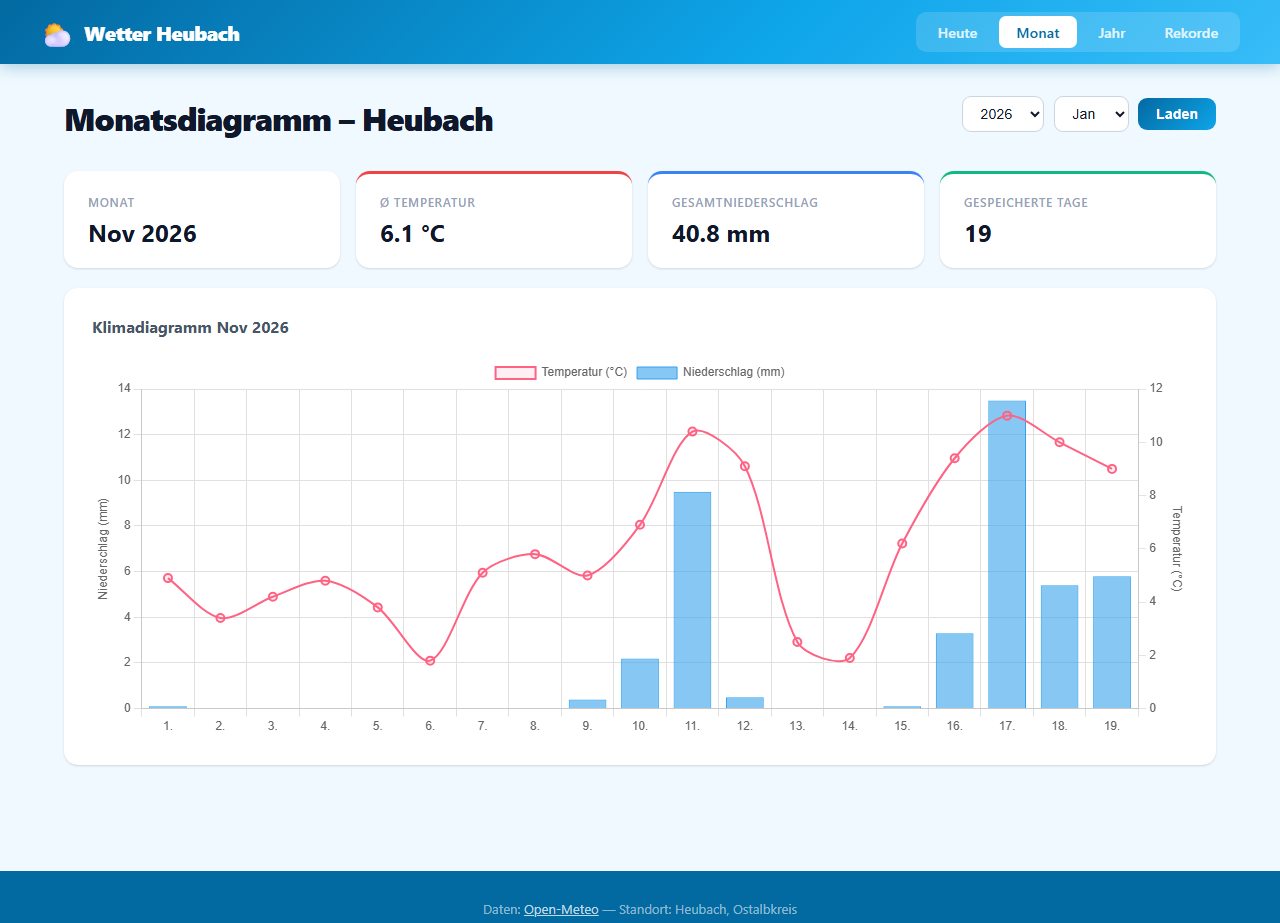 Wetter Heubach
Heute
Monat
Jahr
Rekorde
Monatsdiagramm – Heubach
2026
Jan
Laden
MONAT
Nov 2026
Ø TEMPERATUR
6.1 °C
GESAMTNIEDERSCHLAG
40.8 mm
GESPEICHERTE TAGE
19
Klimadiagramm Nov 2026
Temperatur (°C)
Niederschlag (mm)
14
12
10
8
6
4
2
0
Niederschlag (mm)
12
10
8
6
4
2
0
Temperatur (°C)
1. 2. 3. 4. 5. 6. 7. 8. 9. 10. 11. 12. 13. 14. 15. 16. 17. 18. 19.
Daten: Open-Meteo — Standort: Heubach, Ostalbkreis